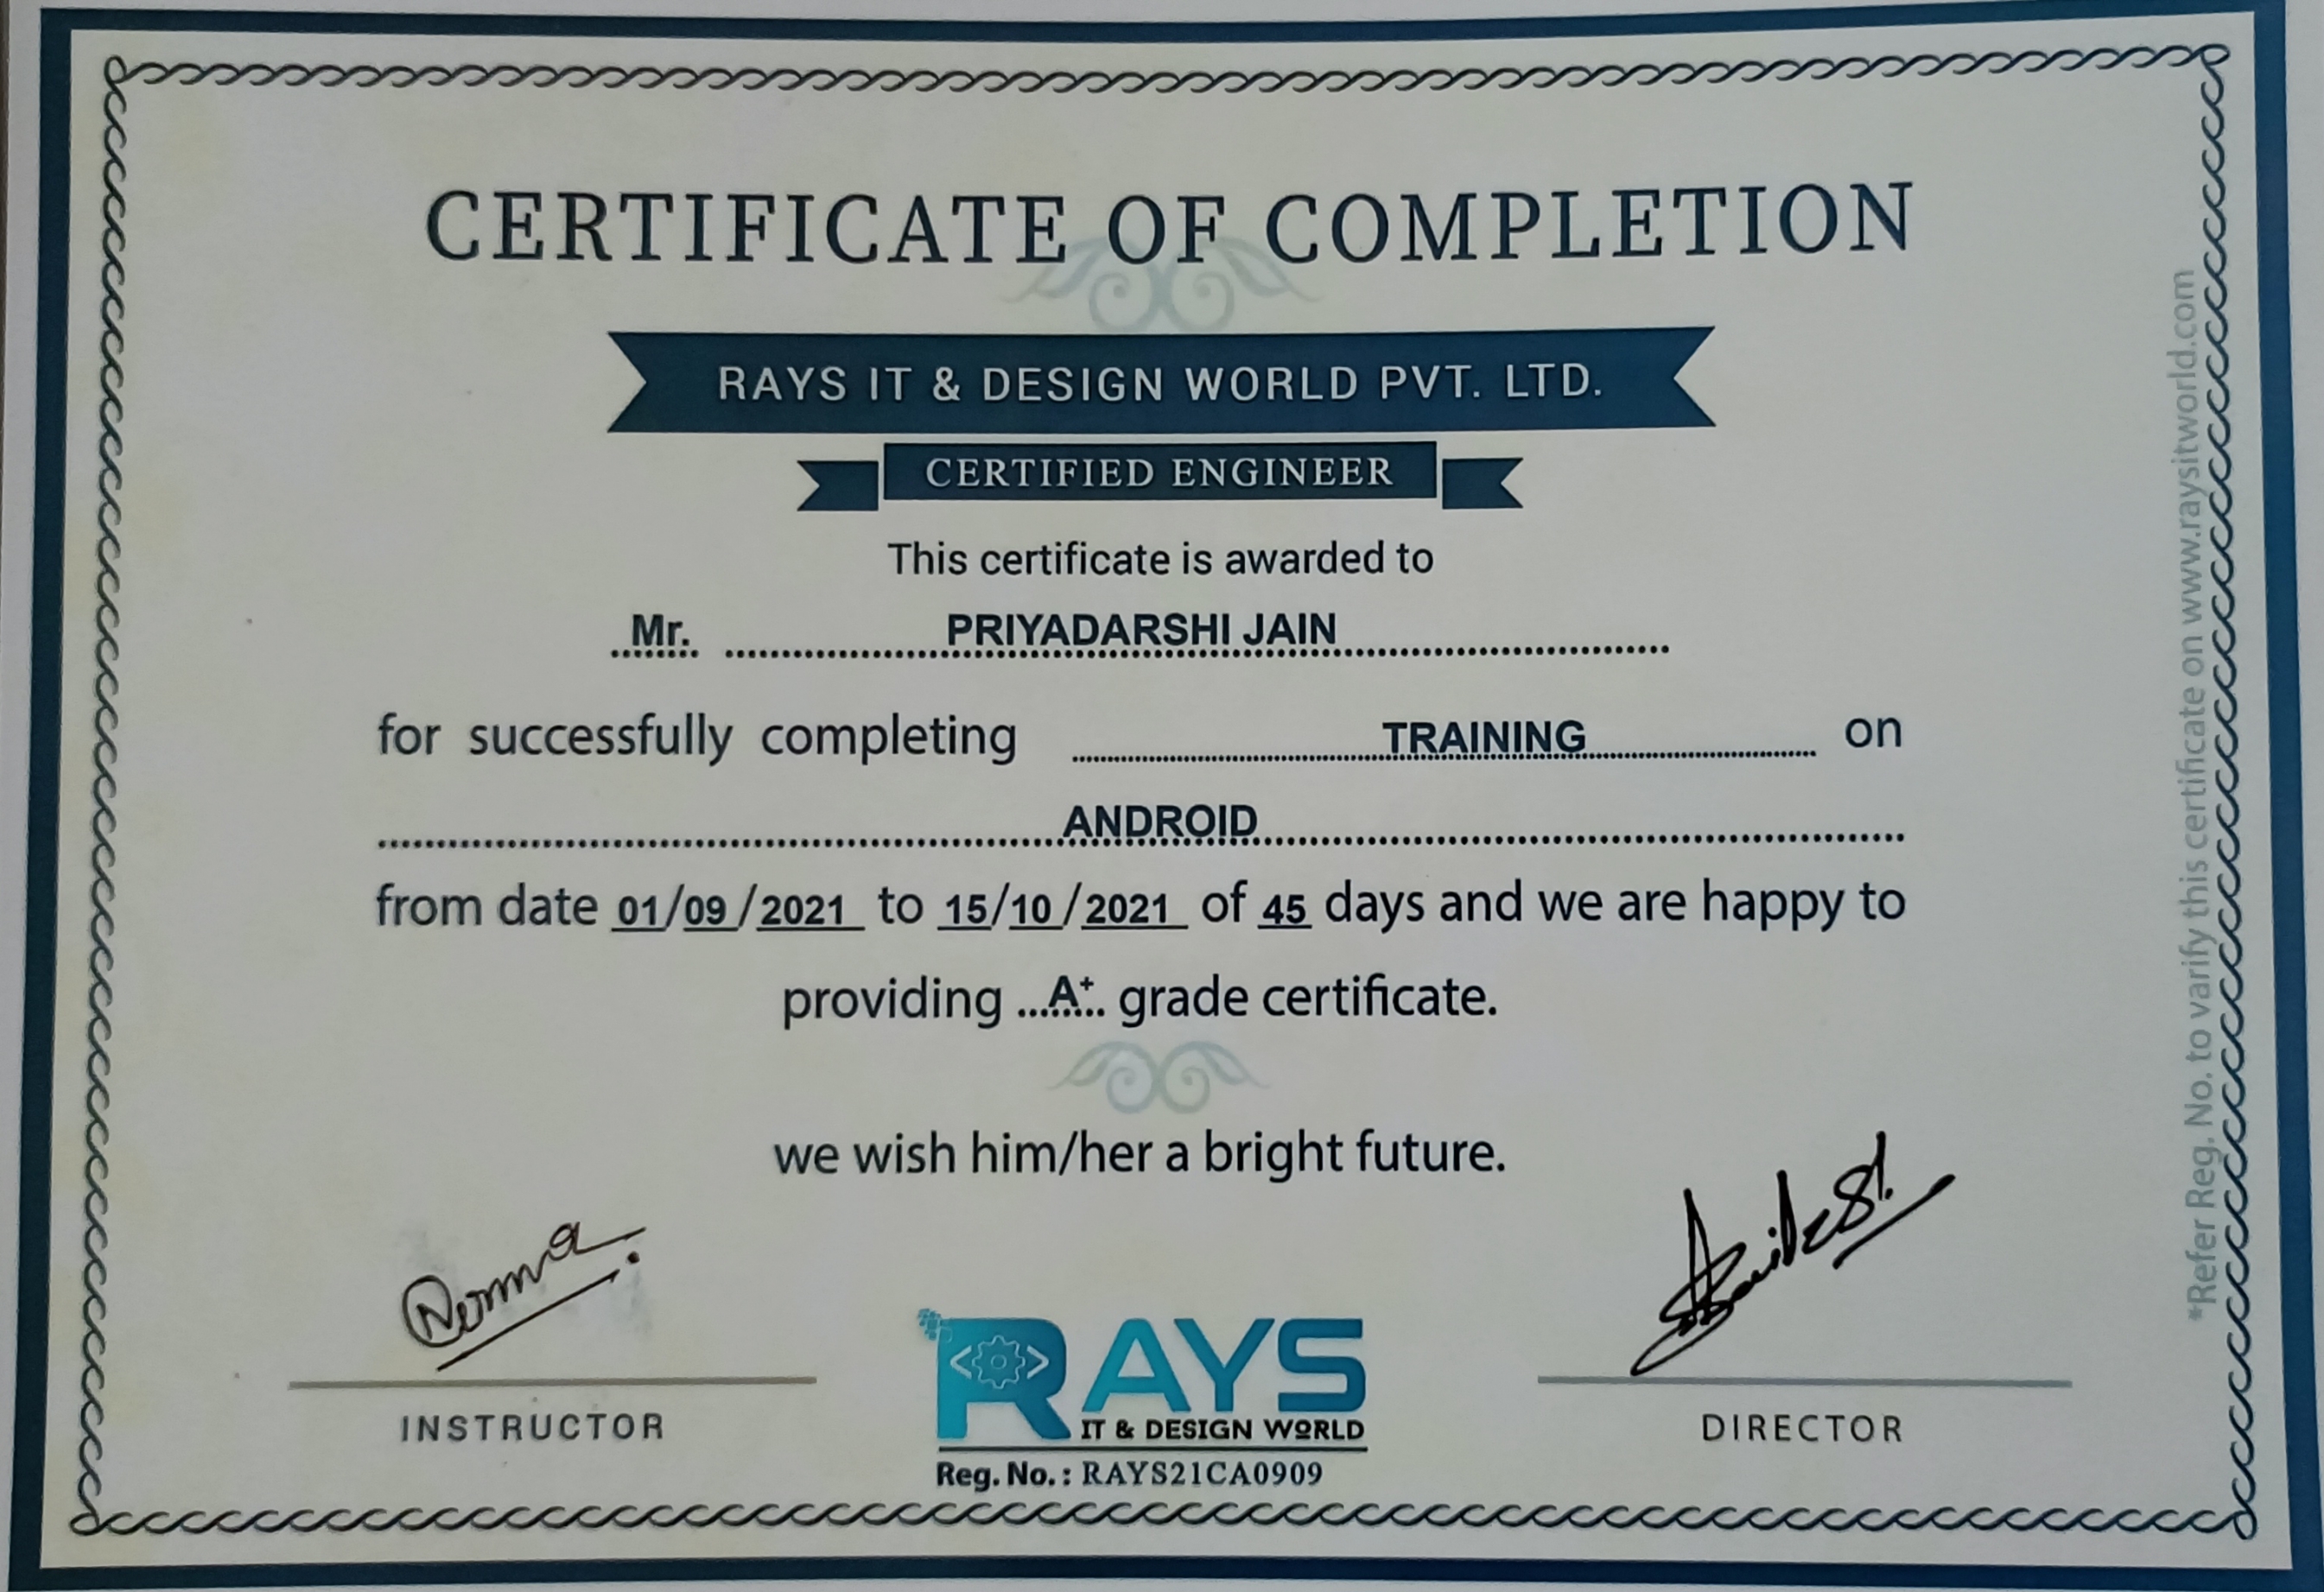 CERTIFICATE OF COMPLETION
RAYS IT & DESIGN WORLD PVT. LTD.
CERTIFIED ENGINEER
This certificate is awarded to
Mr. PRIYADARSHI JAIN
for successfully completing TRAINING on
ANDROID
from date 01/09/2021 to 15/10/2021 of 45 days and we are happy to
providing ...A+.. grade certificate.
we wish him/her a bright future.
INSTRUCTOR
RAYS
IT & DESIGN WORLD
Reg. No. : RAYS21CA0909
DIRECTOR
*Refer Reg. No. to varify this certificate on www.raysitworld.com